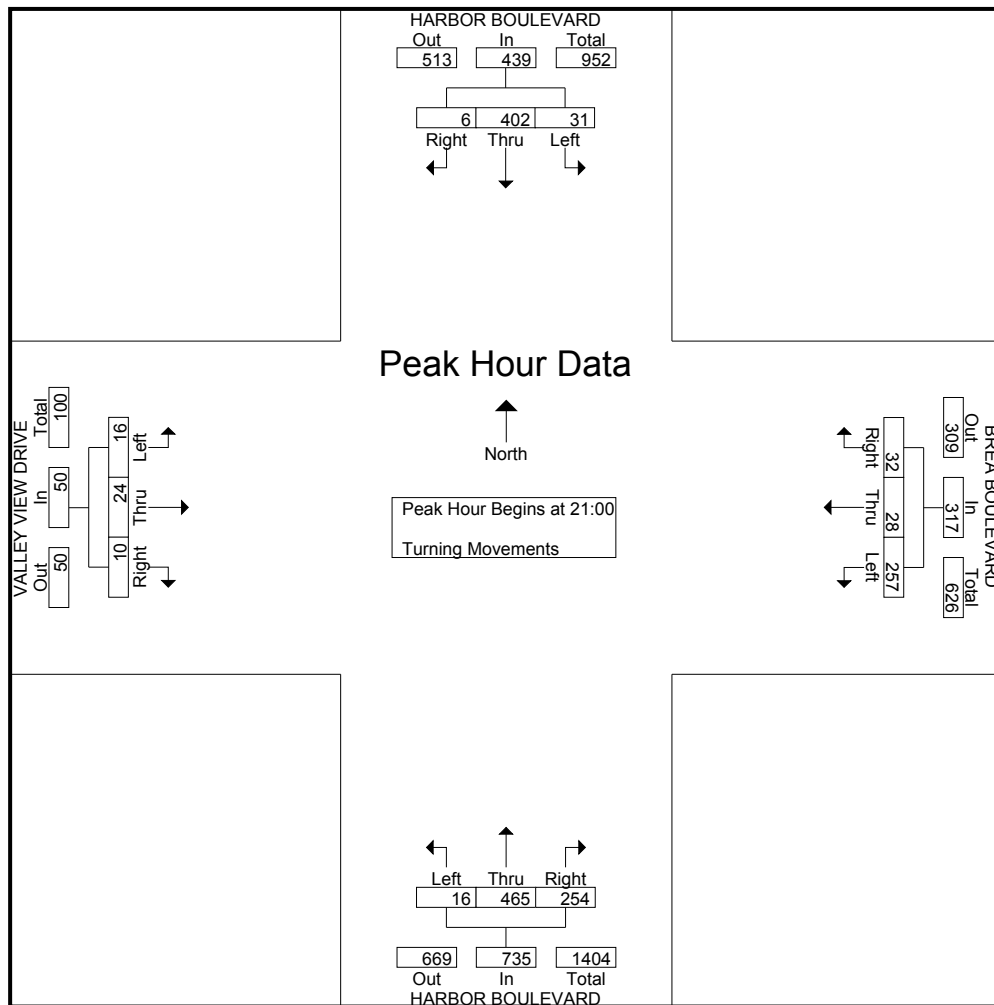 HARBOR BOULEVARD
Out In Total
513 439 952
6 402 31
Right Thru Left
Peak Hour Data
North
Peak Hour Begins at 21:00
Turning Movements
VALLEY VIEW DRIVE
Out In Total
50 50 100
10 24 16
Right Thru Left
BREA BOULEVARD
Out In Total
309 317 626
32 28 257
Right Thru Left
Left Thru Right
16 465 254
669 735 1404
Out In Total
HARBOR BOULEVARD